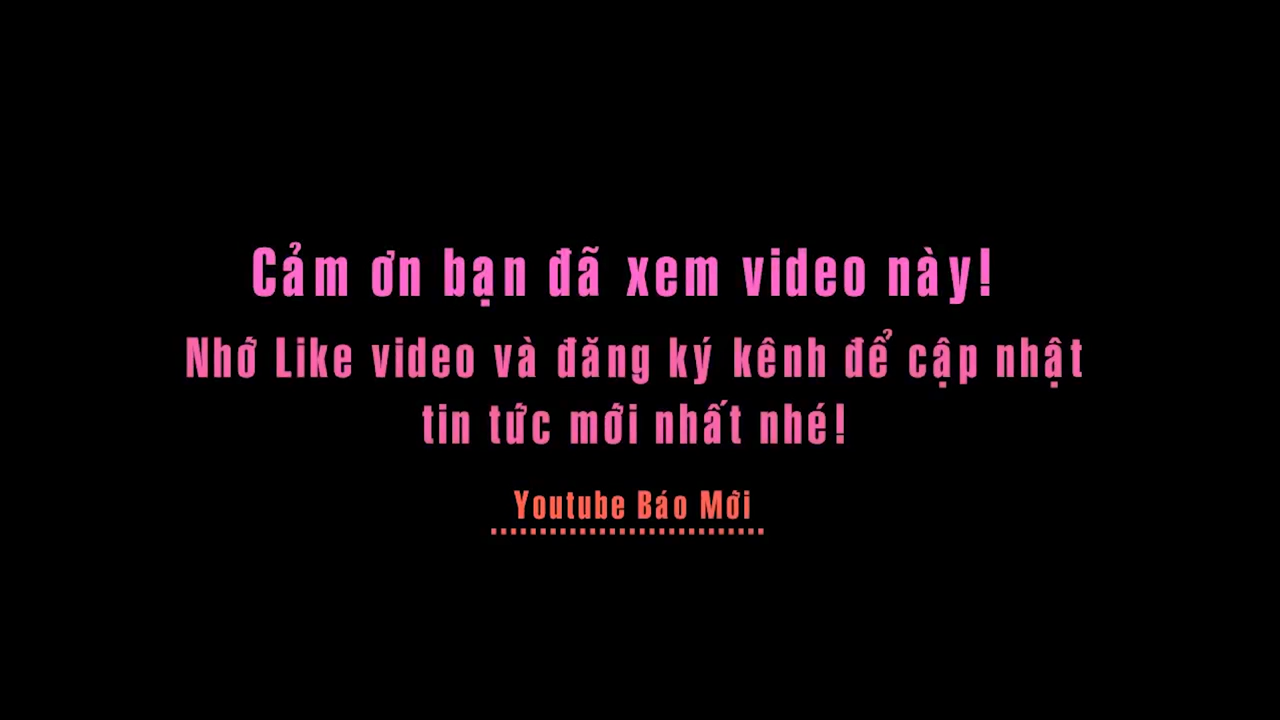 Cảm ơn bạn đã xem video này!
Nhớ Like video và đăng ký kênh để cập nhật
tin tức mới nhất nhé!
Youtube Báo Mới